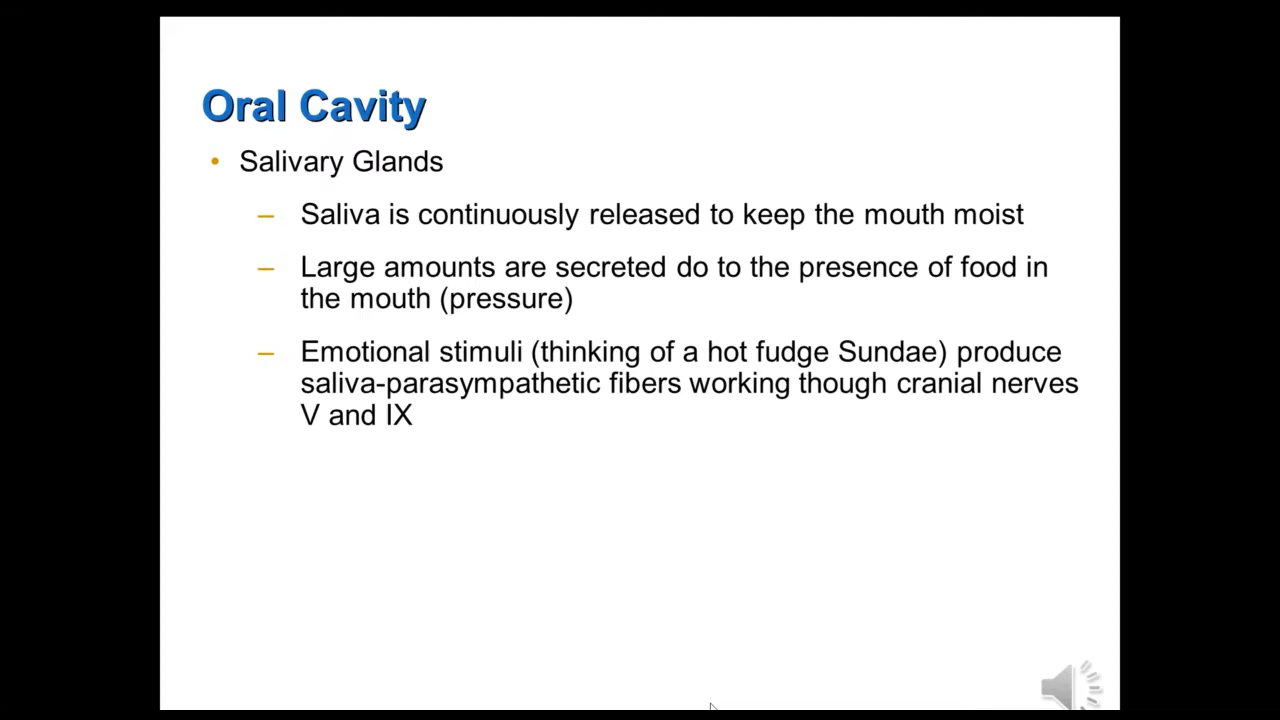 Oral Cavity
• Salivary Glands
– Saliva is continuously released to keep the mouth moist
– Large amounts are secreted do to the presence of food in
the mouth (pressure)
– Emotional stimuli (thinking of a hot fudge Sundae) produce
saliva-parasympathetic fibers working though cranial nerves
V and IX